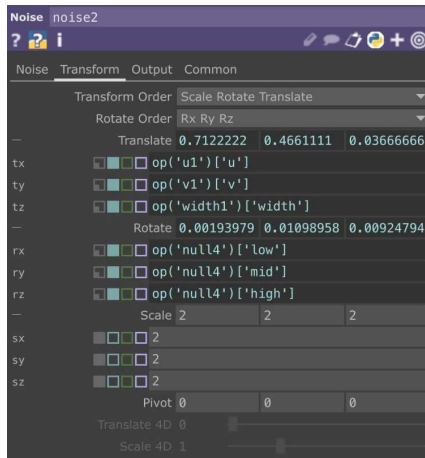 Noise noise2
? ? i
Noise Transform Output Common
Transform Order Scale Rotate Translate
Rotate Order Rx Ry Rz
Translate 0.7122222 0.4661111 0.03666666
tx op('u1')['u']
ty op('v1')['v']
tz op('width1')['width']
Rotate 0.00193979 0.01098958 0.00924794
rx op('null4')['low']
ry op('null4')['mid']
rz op('null4')['high']
Scale 2 2 2
sx 2
sy 2
sz 2
Pivot 0 0 0
Translate 4D 0
Scale 4D 1